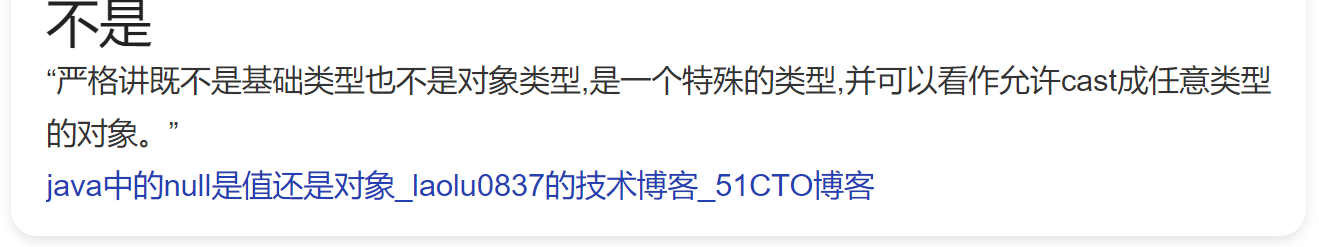 不是
“严格讲既不是基础类型也不是对象类型,是一个特殊的类型,并可以看作允许cast成任意类型
的对象。”
java中的null是值还是对象_laolu0837的技术博客_51CTO博客